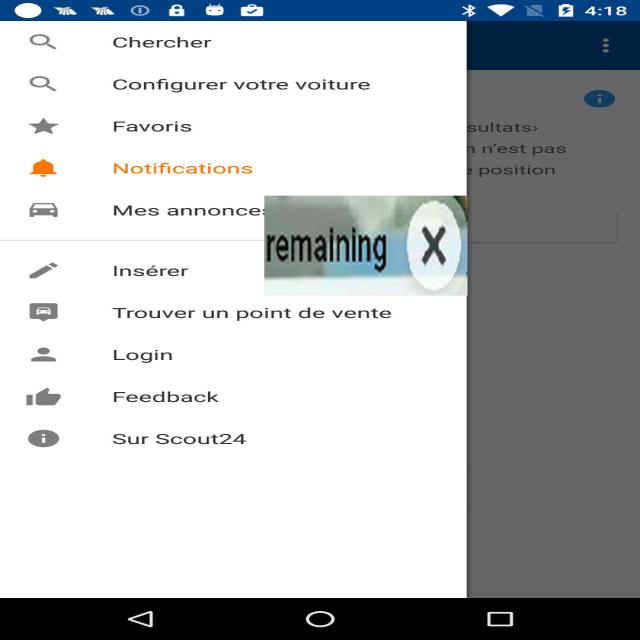 4:18
Chercher
Configurer votre voiture
Favoris
Notifications
Mes annonces
remaining X
Insérer
Trouver un point de vente
Login
Feedback
Sur Scout24
sultats›
n'est pas
position